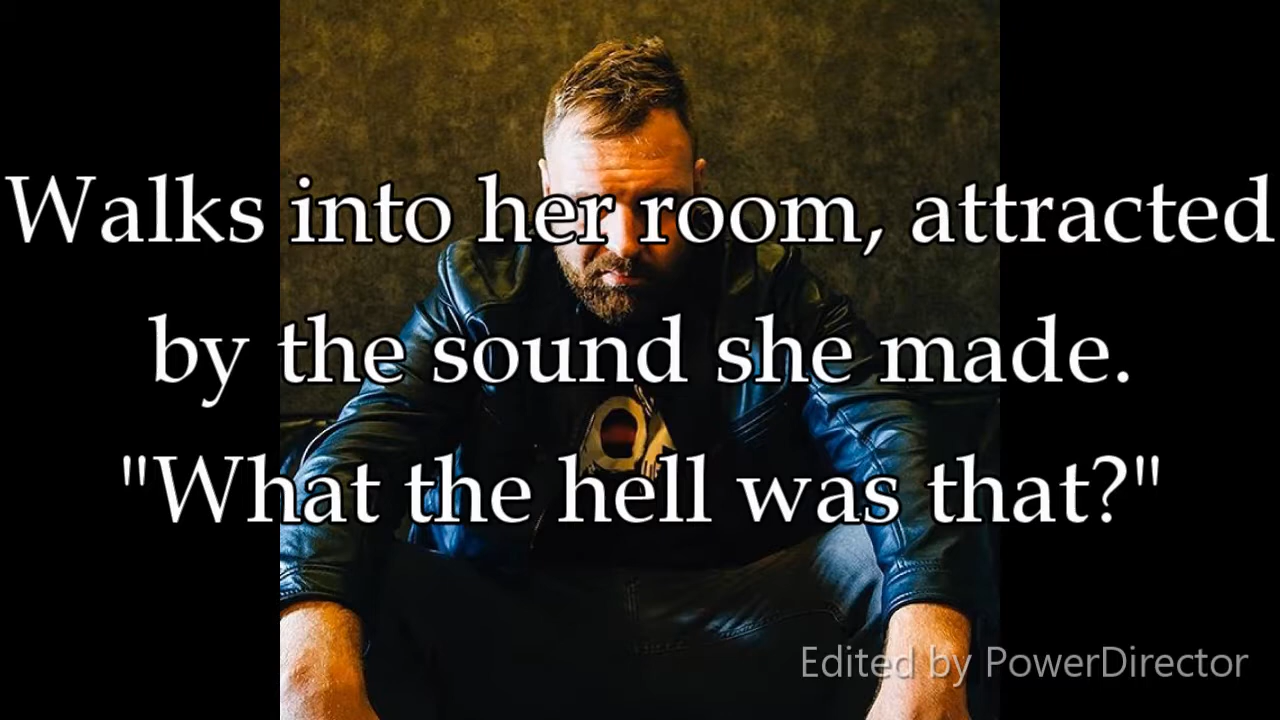 Walks into her room, attracted
by the sound she made.
"What the hell was that?"
Edited by PowerDirector